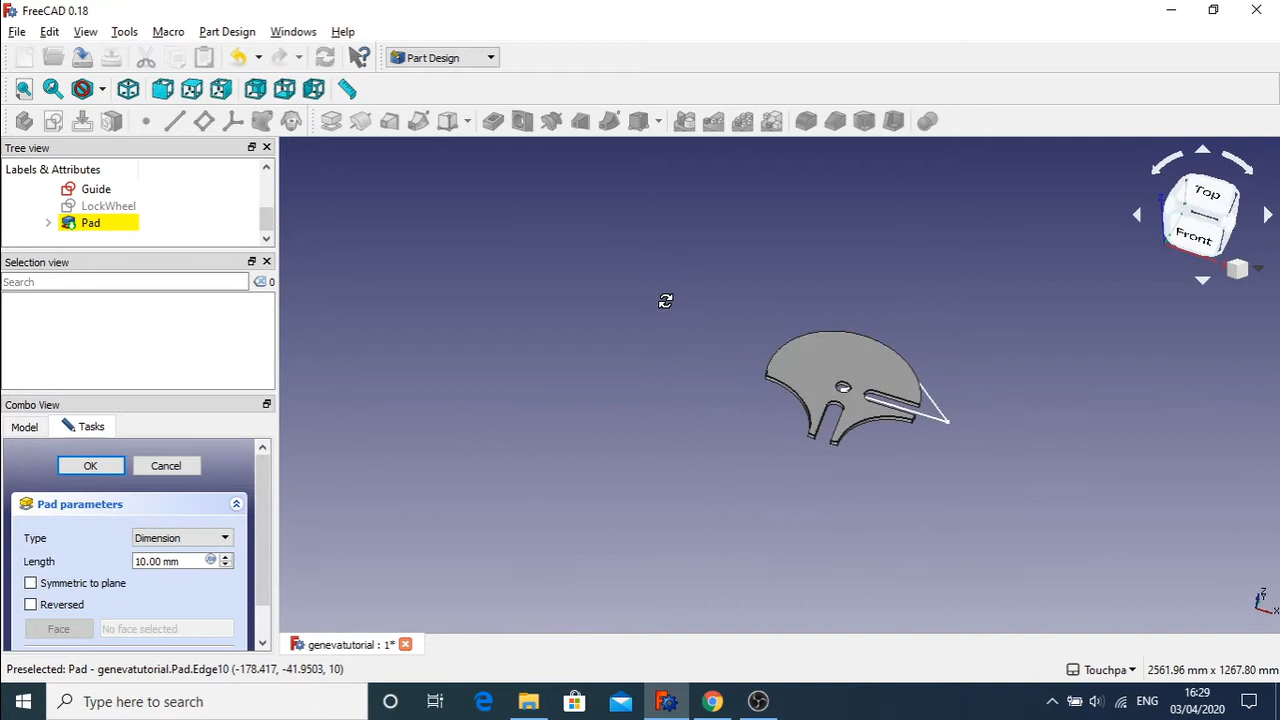 FreeCAD 0.18
File Edit View Tools Macro Part Design Windows Help
Part Design
Tree view
Labels & Attributes
Guide
LockWheel
Pad
Selection view
Search
0
Combo View
Model
Tasks
OK
Cancel
Pad parameters
Type Dimension
Length 10.00 mm
Symmetric to plane
Reversed
Face No face selected
Top
Front
Z
Y
X
genevatutorial : 1*
Preselected: Pad - genevatutorial.Pad.Edge10 (-178.417, -41.9503, 10)
Touchpa
2561.96 mm x 1267.80 mm
Type here to search
ENG
16:29
03/04/2020